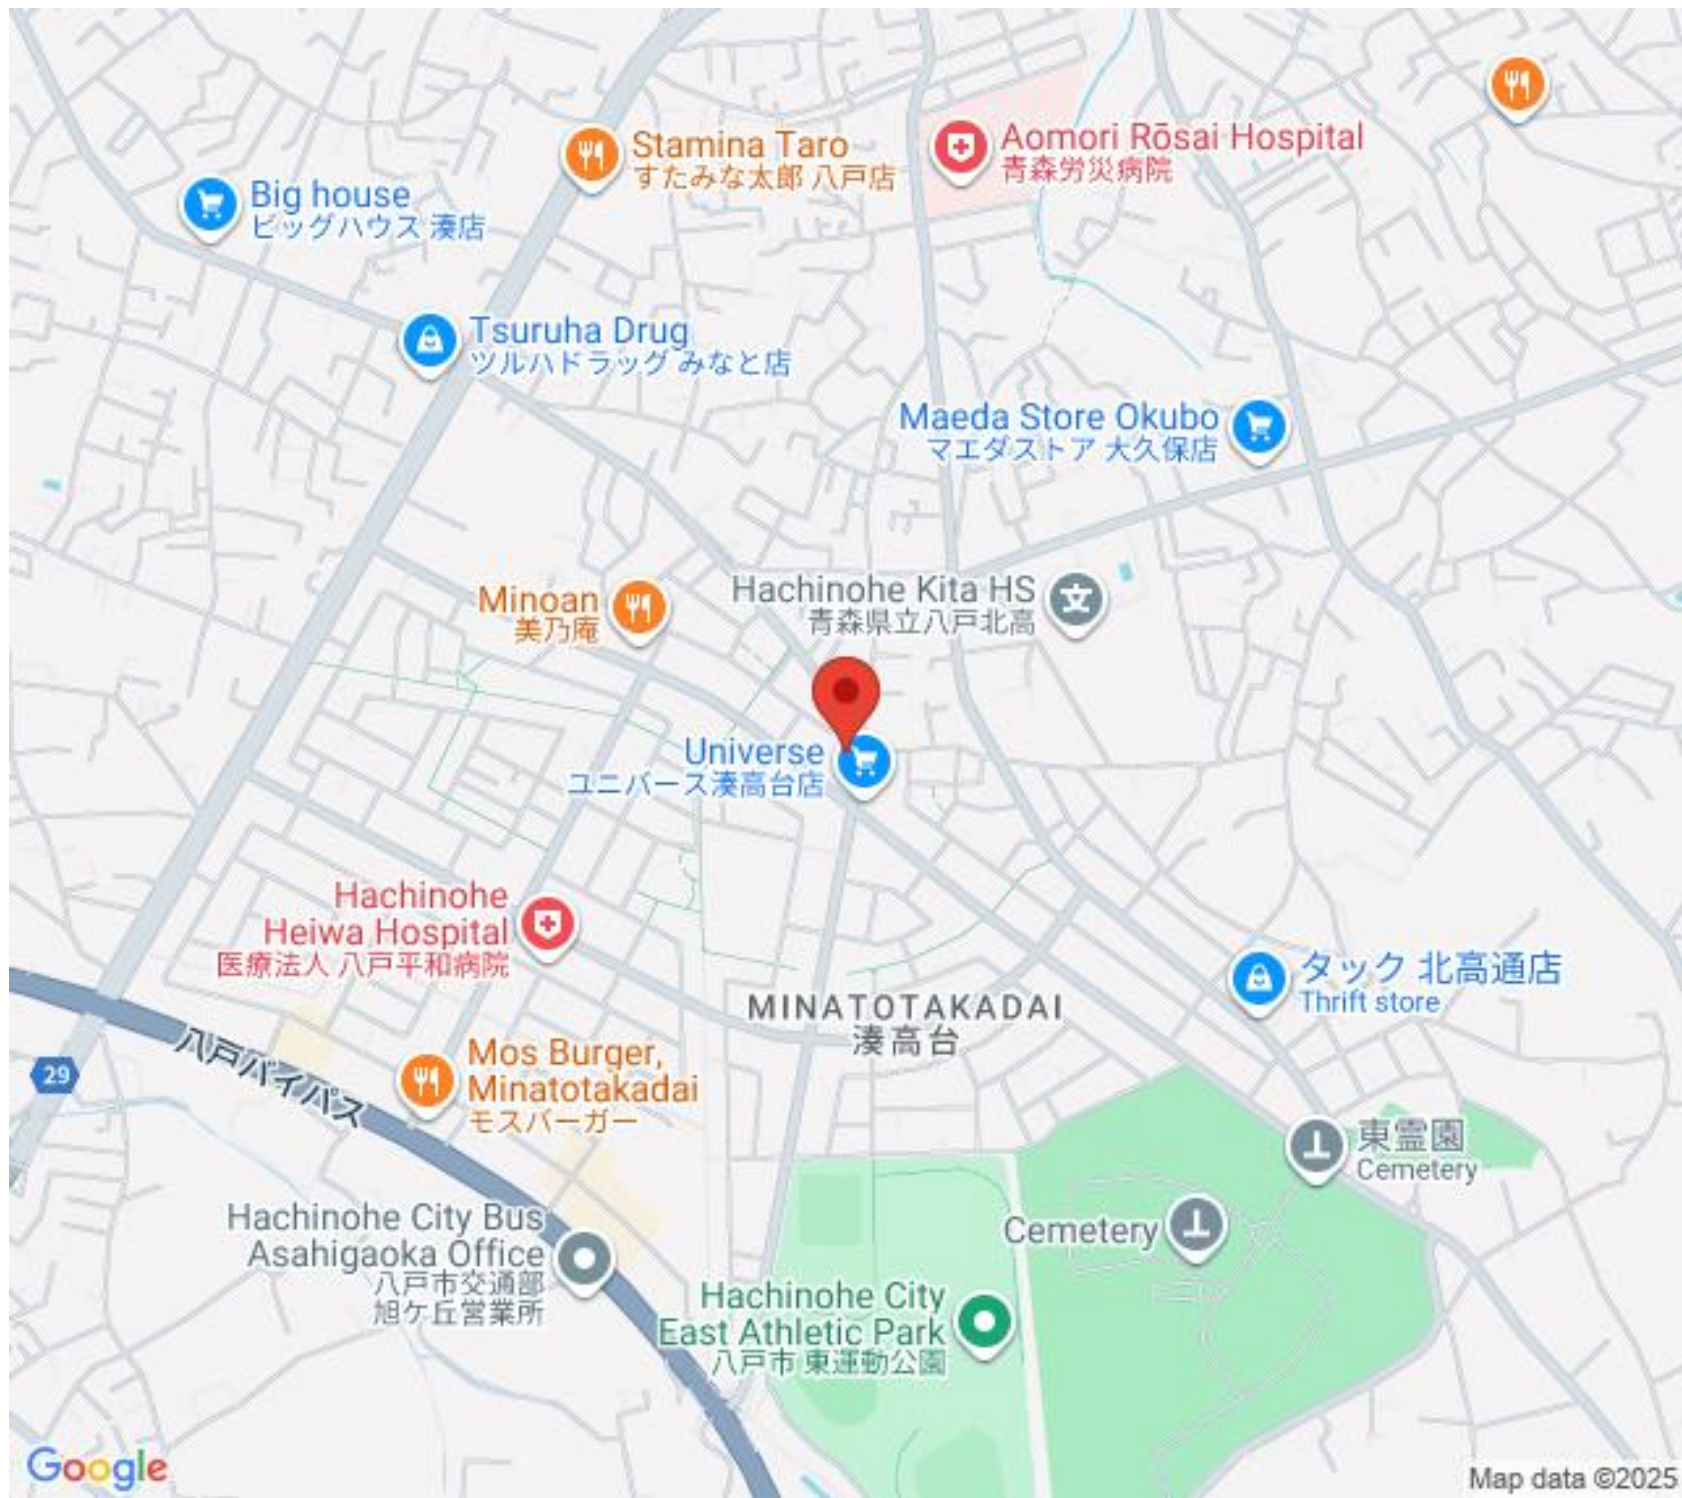 Stamina Taro
すたみな太郎 八戸店
Aomori Rōsai Hospital
青森労災病院
Big house
ビッグハウス 湊店
Tsuruha Drug
ツルハドラッグ みなと店
Maeda Store Okubo
マエダストア 大久保店
Minoan
美乃庵
Hachinohe Kita HS
青森県立八戸北高
文
Universe
ユニバース湊高台店
Hachinohe
Heiwa Hospital
医療法人 八戸平和病院
タック 北高通店
Thrift store
MINATOTAKADAI
湊高台
八戸バイパス
29
Mos Burger,
Minatotakadai
モスバーガー
東霊園
Cemetery
Hachinohe City Bus
Asahigaoka Office
八戸市交通部
旭ケ丘営業所
Cemetery
Hachinohe City
East Athletic Park
八戸市 東運動公園
Google
Map data ©2025